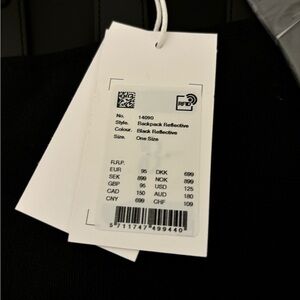 RFID
No. 14090
Style. Backpack Reflective
Colour. Black Reflective
Size. One Size
R.R.P.
EUR 95 DKK 699
SEK 899 NOK 899
GBP 95 USD 125
CAD 150 AUD 180
CNY 699 CHF 109
5 711747 499440